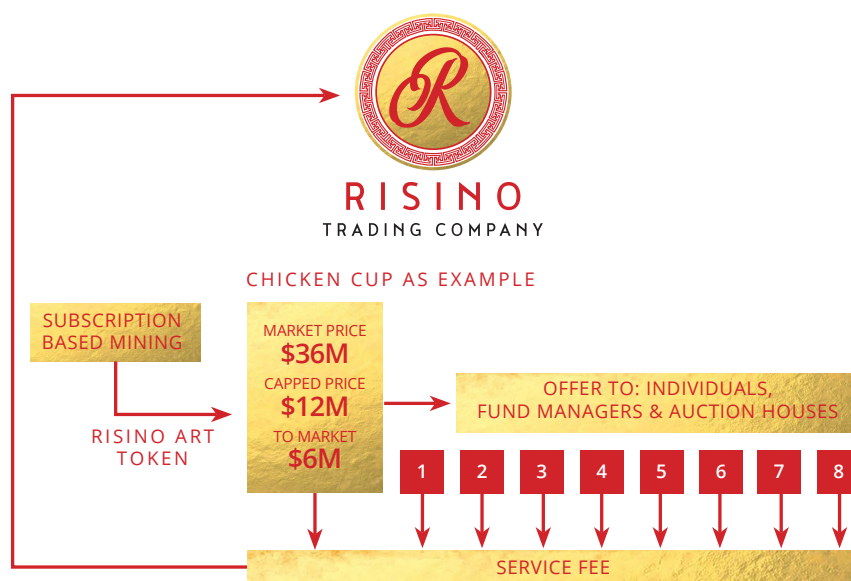 R
RISINO
TRADING COMPANY
CHICKEN CUP AS EXAMPLE
SUBSCRIPTION
BASED MINING
RISINO ART
TOKEN
MARKET PRICE
$36M
CAPPED PRICE
$12M
TO MARKET
$6M
OFFER TO: INDIVIDUALS,
FUND MANAGERS & AUCTION HOUSES
1 2 3 4 5 6 7 8
SERVICE FEE